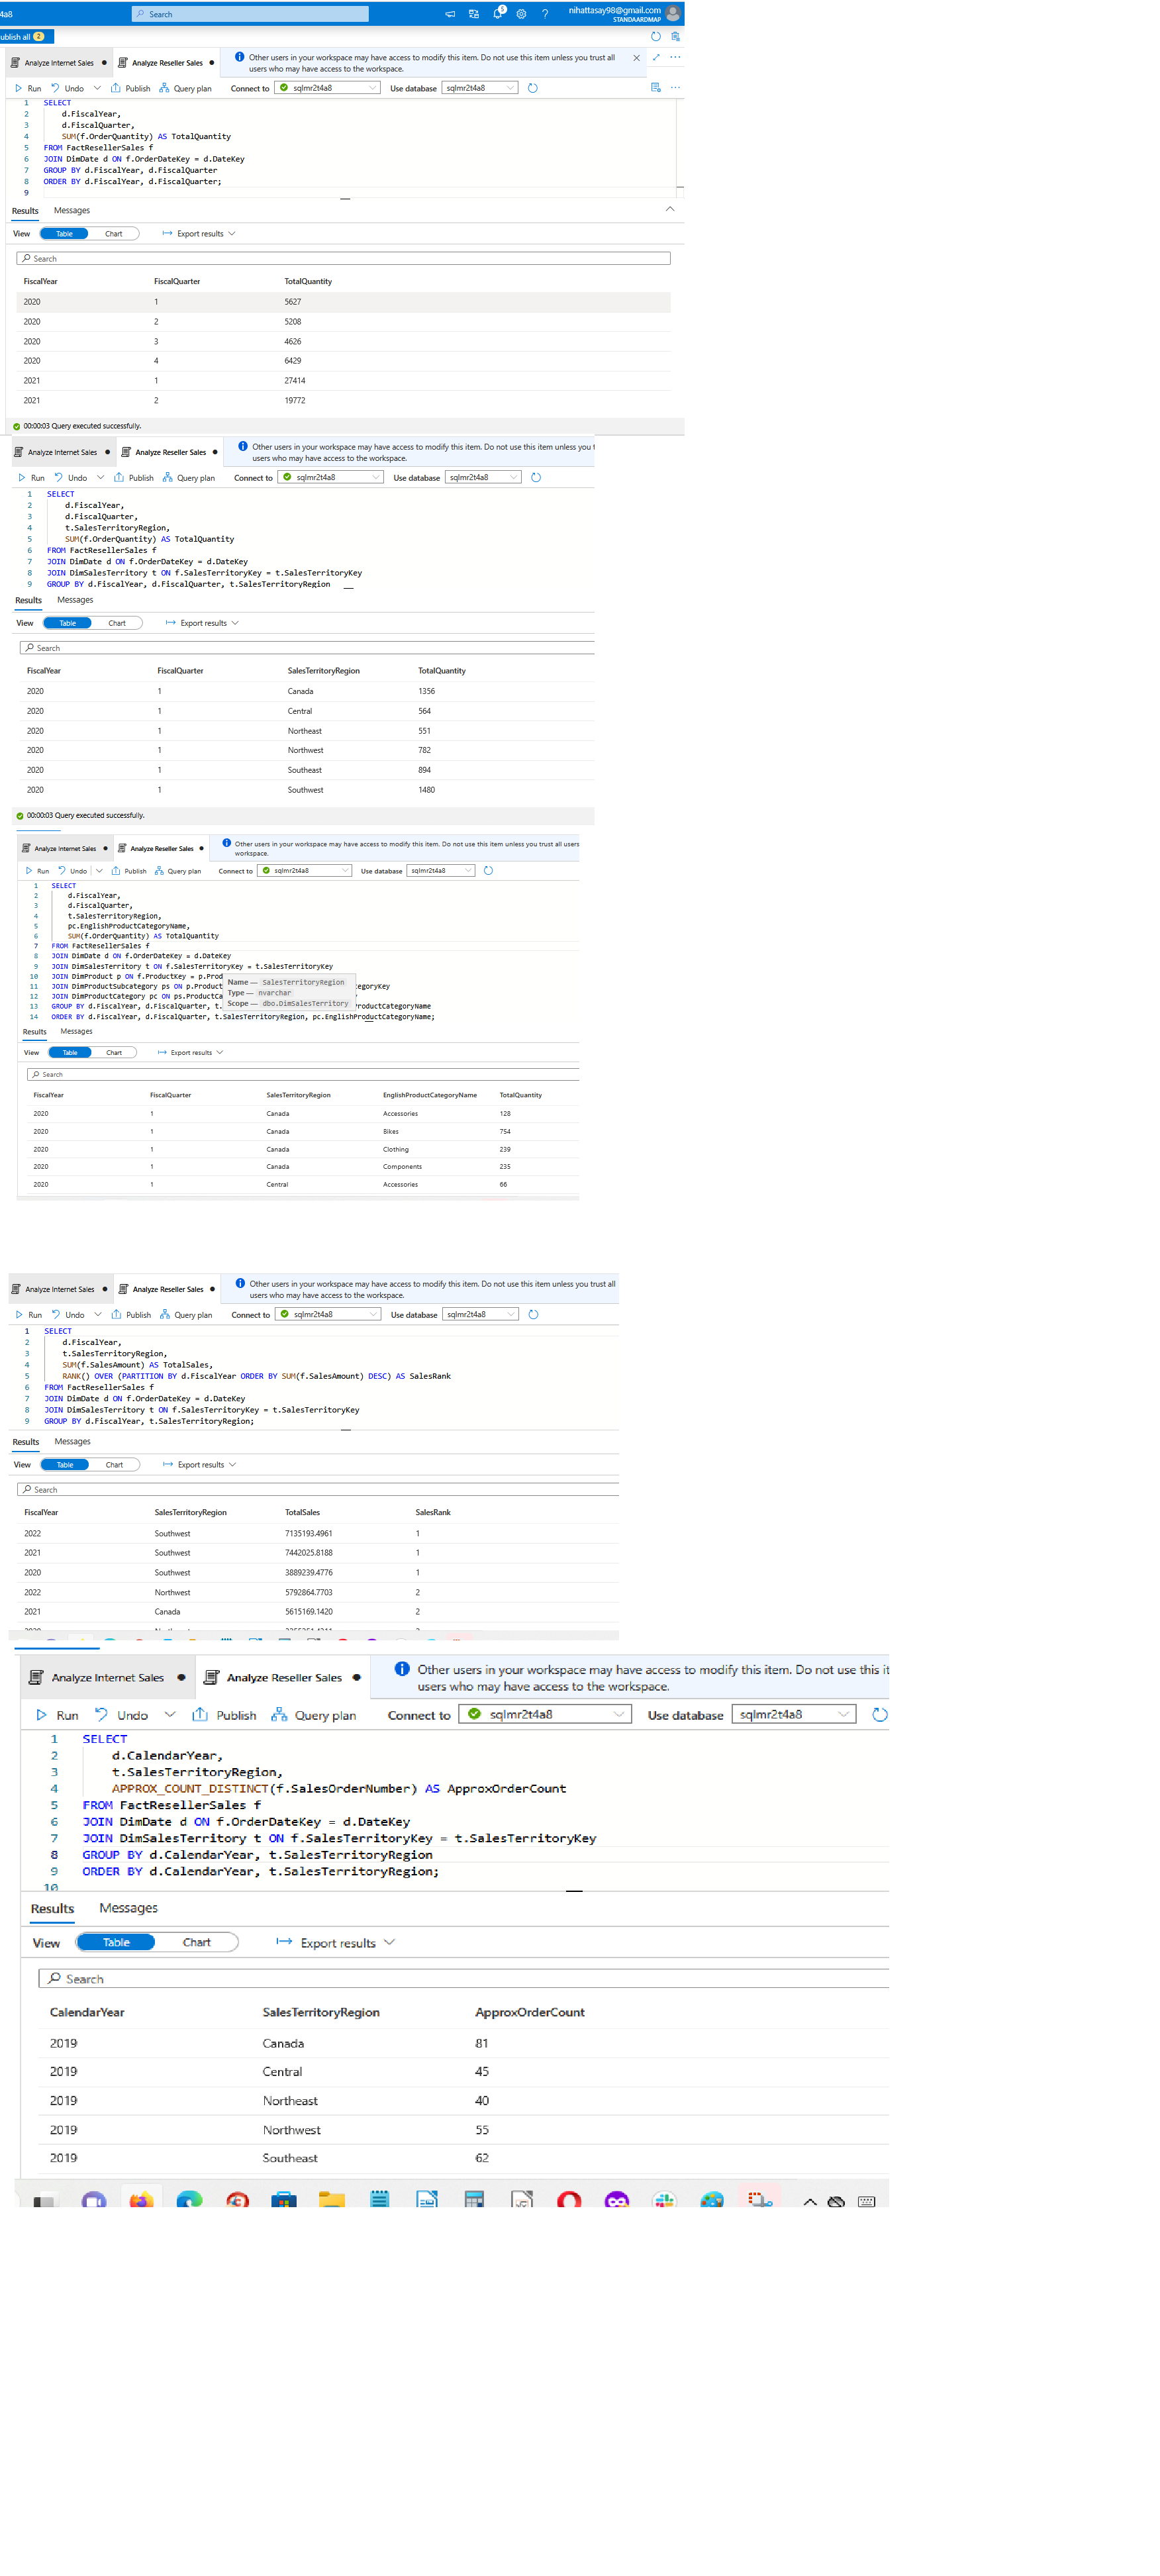 t4a8
Search
5
nihattasay98@gmail.com
STANDAARDMAP
ublish all 2
Analyze Internet Sales
Analyze Reseller Sales
Other users in your workspace may have access to modify this item. Do not use this item unless you trust all
users who may have access to the workspace.
Run Undo Publish Query plan Connect to sqlmr2t4a8 Use database sqlmr2t4a8
1 SELECT
2 d.FiscalYear,
3 d.FiscalQuarter,
4 SUM(f.OrderQuantity) AS TotalQuantity
5 FROM FactResellerSales f
6 JOIN DimDate d ON f.OrderDateKey = d.DateKey
7 GROUP BY d.FiscalYear, d.FiscalQuarter
8 ORDER BY d.FiscalYear, d.FiscalQuarter;
9
Results Messages
View Table Chart Export results
Search
FiscalYear FiscalQuarter TotalQuantity
2020 1 5627
2020 2 5208
2020 3 4626
2020 4 6429
2021 1 27414
2021 2 19772
00:00:03 Query executed successfully.
Analyze Internet Sales
Analyze Reseller Sales
Other users in your workspace may have access to modify this item. Do not use this item unless you t
users who may have access to the workspace.
Run Undo Publish Query plan Connect to sqlmr2t4a8 Use database sqlmr2t4a8
1 SELECT
2 d.FiscalYear,
3 d.FiscalQuarter,
4 t.SalesTerritoryRegion,
5 SUM(f.OrderQuantity) AS TotalQuantity
6 FROM FactResellerSales f
7 JOIN DimDate d ON f.OrderDateKey = d.DateKey
8 JOIN DimSalesTerritory t ON f.SalesTerritoryKey = t.SalesTerritoryKey
9 GROUP BY d.FiscalYear, d.FiscalQuarter, t.SalesTerritoryRegion
Results Messages
View Table Chart Export results
Search
FiscalYear FiscalQuarter SalesTerritoryRegion TotalQuantity
2020 1 Canada 1356
2020 1 Central 564
2020 1 Northeast 551
2020 1 Northwest 782
2020 1 Southeast 894
2020 1 Southwest 1480
00:00:03 Query executed successfully.
Analyze Internet Sales
Analyze Reseller Sales
Other users in your workspace may have access to modify this item. Do not use this item unless you trust all users
workspace.
Run Undo Publish Query plan Connect to sqlmr2t4a8 Use database sqlmr2t4a8
1 SELECT
2 d.FiscalYear,
3 d.FiscalQuarter,
4 t.SalesTerritoryRegion,
5 pc.EnglishProductCategoryName,
6 SUM(f.OrderQuantity) AS TotalQuantity
7 FROM FactResellerSales f
8 JOIN DimDate d ON f.OrderDateKey = d.DateKey
9 JOIN DimSalesTerritory t ON f.SalesTerritoryKey = t.SalesTerritoryKey
10 JOIN DimProduct p ON f.ProductKey = p.Prod
11 JOIN DimProductSubcategory ps ON p.Product egoryKey
12 JOIN DimProductCategory pc ON ps.ProductCa
13 GROUP BY d.FiscalYear, d.FiscalQuarter, t. ProductCategoryName
14 ORDER BY d.FiscalYear, d.FiscalQuarter, t.SalesTerritoryRegion, pc.EnglishProductCategoryName;
Name — SalesTerritoryRegion
Type — nvarchar
Scope — dbo.DimSalesTerritory
Results Messages
View Table Chart Export results
Search
FiscalYear FiscalQuarter SalesTerritoryRegion EnglishProductCategoryName TotalQuantity
2020 1 Canada Accessories 128
2020 1 Canada Bikes 754
2020 1 Canada Clothing 239
2020 1 Canada Components 235
2020 1 Central Accessories 66
Analyze Internet Sales
Analyze Reseller Sales
Other users in your workspace may have access to modify this item. Do not use this item unless you trust all
users who may have access to the workspace.
Run Undo Publish Query plan Connect to sqlmr2t4a8 Use database sqlmr2t4a8
1 SELECT
2 d.FiscalYear,
3 t.SalesTerritoryRegion,
4 SUM(f.SalesAmount) AS TotalSales,
5 RANK() OVER (PARTITION BY d.FiscalYear ORDER BY SUM(f.SalesAmount) DESC) AS SalesRank
6 FROM FactResellerSales f
7 JOIN DimDate d ON f.OrderDateKey = d.DateKey
8 JOIN DimSalesTerritory t ON f.SalesTerritoryKey = t.SalesTerritoryKey
9 GROUP BY d.FiscalYear, t.SalesTerritoryRegion;
Results Messages
View Table Chart Export results
Search
FiscalYear SalesTerritoryRegion TotalSales SalesRank
2022 Southwest 7135193.4961 1
2021 Southwest 7442025.8188 1
2020 Southwest 3889239.4776 1
2022 Northwest 5792864.7703 2
2021 Canada 5615169.1420 2
Analyze Internet Sales
Analyze Reseller Sales
Other users in your workspace may have access to modify this item. Do not use this it
users who may have access to the workspace.
Run Undo Publish Query plan Connect to sqlmr2t4a8 Use database sqlmr2t4a8
1 SELECT
2 d.CalendarYear,
3 t.SalesTerritoryRegion,
4 APPROX_COUNT_DISTINCT(f.SalesOrderNumber) AS ApproxOrderCount
5 FROM FactResellerSales f
6 JOIN DimDate d ON f.OrderDateKey = d.DateKey
7 JOIN DimSalesTerritory t ON f.SalesTerritoryKey = t.SalesTerritoryKey
8 GROUP BY d.CalendarYear, t.SalesTerritoryRegion
9 ORDER BY d.CalendarYear, t.SalesTerritoryRegion;
10
Results Messages
View Table Chart Export results
Search
CalendarYear SalesTerritoryRegion ApproxOrderCount
2019 Canada 81
2019 Central 45
2019 Northeast 40
2019 Northwest 55
2019 Southeast 62